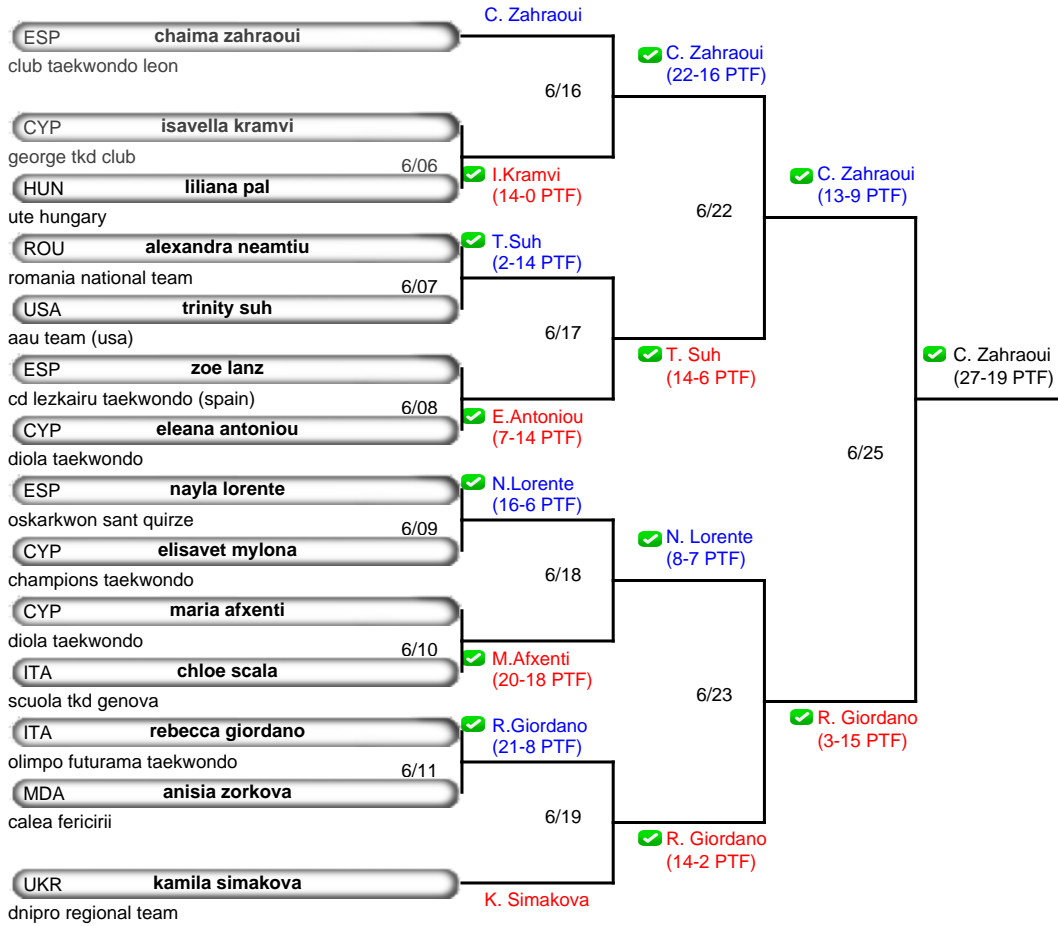 C. Zahraoui
ESP chaima zahraoui
club taekwondo leon
C. Zahraoui
(22-16 PTF)
6/16
CYP isavella kramvi
george tkd club
6/06
I.Kramvi
(14-0 PTF)
HUN liliana pal
ute hungary
C. Zahraoui
(13-9 PTF)
6/22
ROU alexandra neamtiu
T.Suh
(2-14 PTF)
romania national team
6/07
USA trinity suh
aau team (usa)
6/17
T. Suh
(14-6 PTF)
C. Zahraoui
(27-19 PTF)
ESP zoe lanz
cd lezkairu taekwondo (spain)
6/08
E.Antoniou
(7-14 PTF)
CYP eleana antoniou
diola taekwondo
6/25
ESP nayla lorente
N.Lorente
(16-6 PTF)
oskarkwon sant quirze
6/09
CYP elisavet mylona
champions taekwondo
N. Lorente
(8-7 PTF)
6/18
CYP maria afxenti
diola taekwondo
6/10
M.Afxenti
(20-18 PTF)
ITA chloe scala
scuola tkd genova
6/23
R. Giordano
(3-15 PTF)
ITA rebecca giordano
R.Giordano
(21-8 PTF)
olimpo futurama taekwondo
6/11
MDA anisia zorkova
calea fericirii
6/19
R. Giordano
(14-2 PTF)
UKR kamila simakova
K. Simakova
dnipro regional team